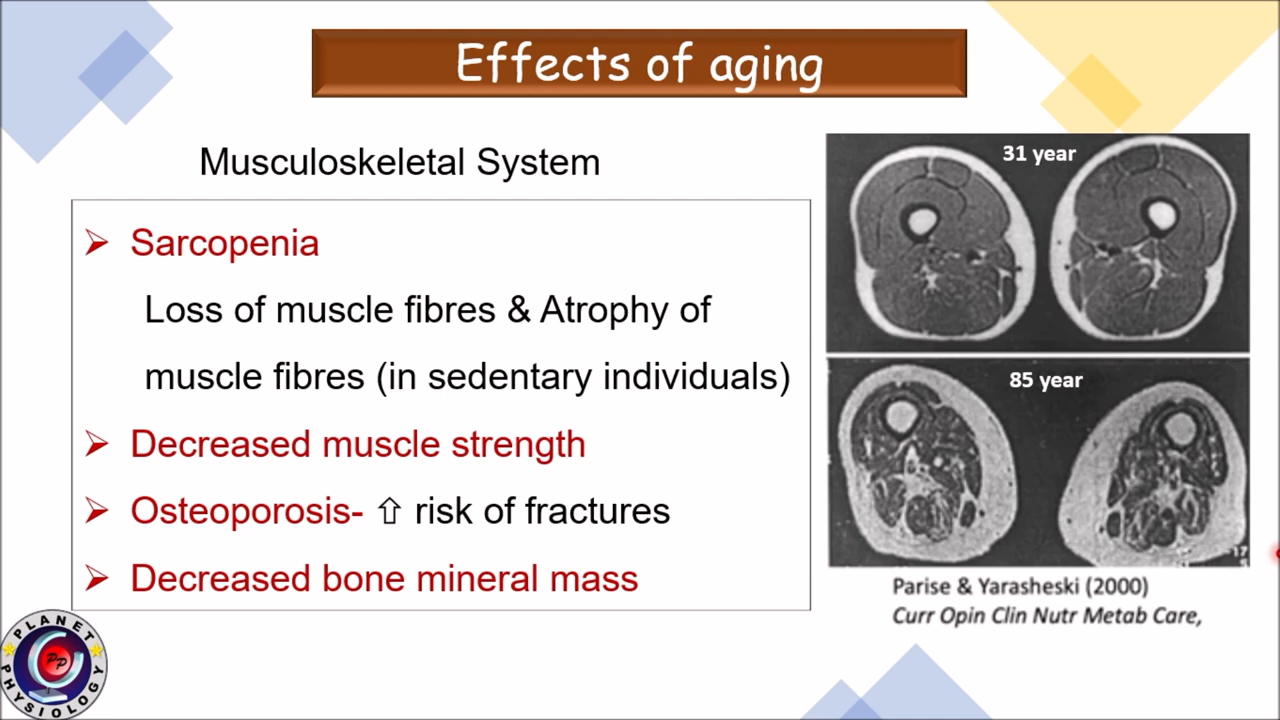 Effects of aging
Musculoskeletal System
➢ Sarcopenia
Loss of muscle fibres & Atrophy of
muscle fibres (in sedentary individuals)
➢ Decreased muscle strength
➢ Osteoporosis- ⇧ risk of fractures
➢ Decreased bone mineral mass
31 year
85 year
17
Parise & Yarasheski (2000)
Curr Opin Clin Nutr Metab Care,
PLANET
PP
PHYSIOLOGY